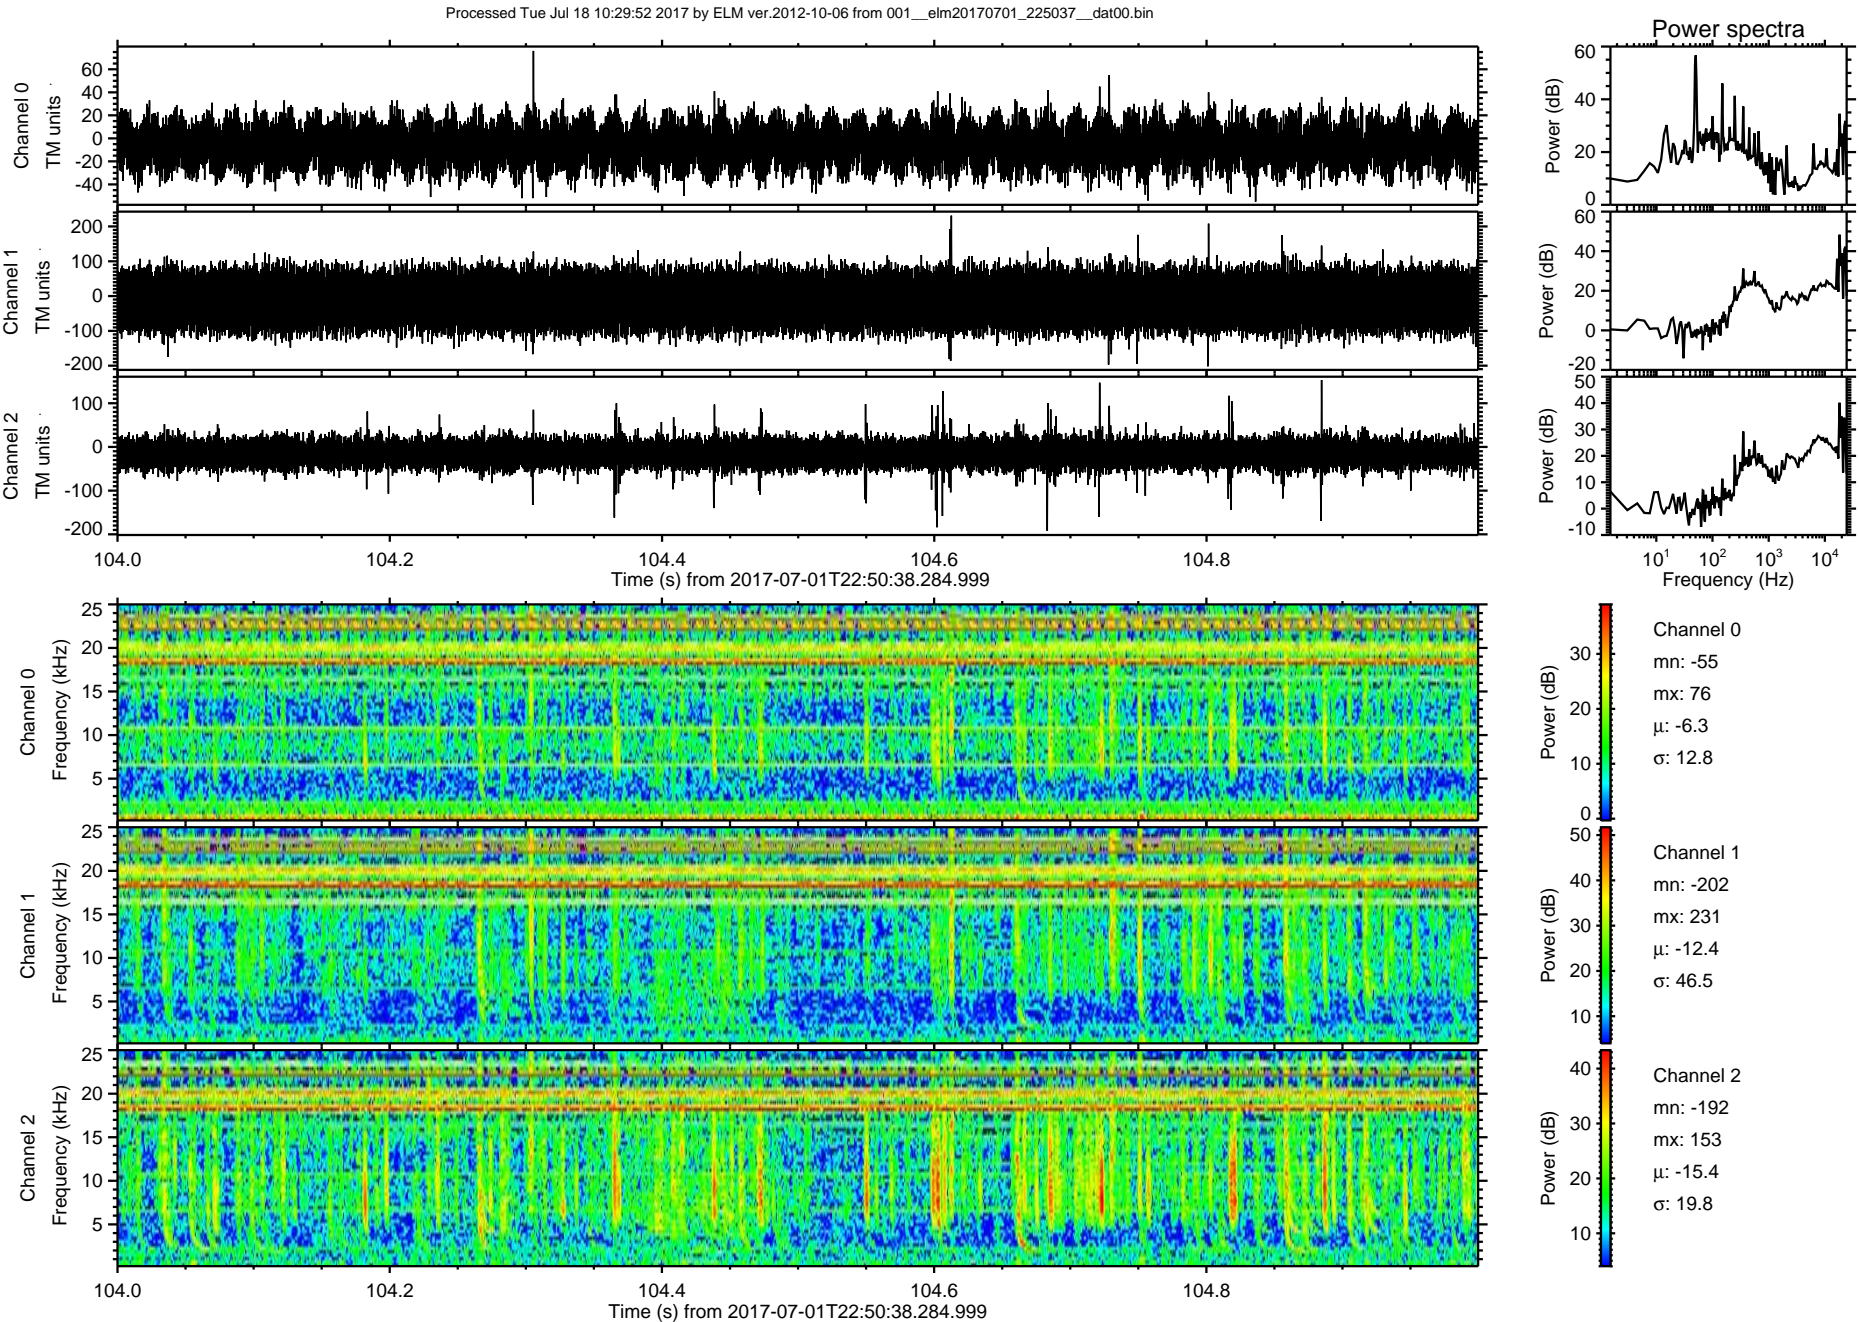 Processed Tue Jul 18 10:29:52 2017 by ELM ver.2012-10-06 from 001__elm20170701_225037__dat00.bin
Power spectra
Channel 0
TM units
60
40
20
0
-20
-40
Power (dB)
60
40
20
0
Channel 1
TM units
200
100
0
-100
-200
Power (dB)
60
40
20
0
-20
Channel 2
TM units
100
0
-100
-200
Power (dB)
50
40
30
20
10
0
-10
104.0 104.2 104.4 104.6 104.8
Time (s) from 2017-07-01T22:50:38.284.999
10¹ 10² 10³ 10⁴
Frequency (Hz)
Channel 0
Frequency (kHz)
25
20
15
10
5
Power (dB)
30
20
10
0
Channel 0
mn: -55
mx: 76
μ: -6.3
σ: 12.8
Channel 1
Frequency (kHz)
25
20
15
10
5
Power (dB)
50
40
30
20
10
Channel 1
mn: -202
mx: 231
μ: -12.4
σ: 46.5
Channel 2
Frequency (kHz)
25
20
15
10
5
Power (dB)
40
30
20
10
Channel 2
mn: -192
mx: 153
μ: -15.4
σ: 19.8
104.0 104.2 104.4 104.6 104.8
Time (s) from 2017-07-01T22:50:38.284.999